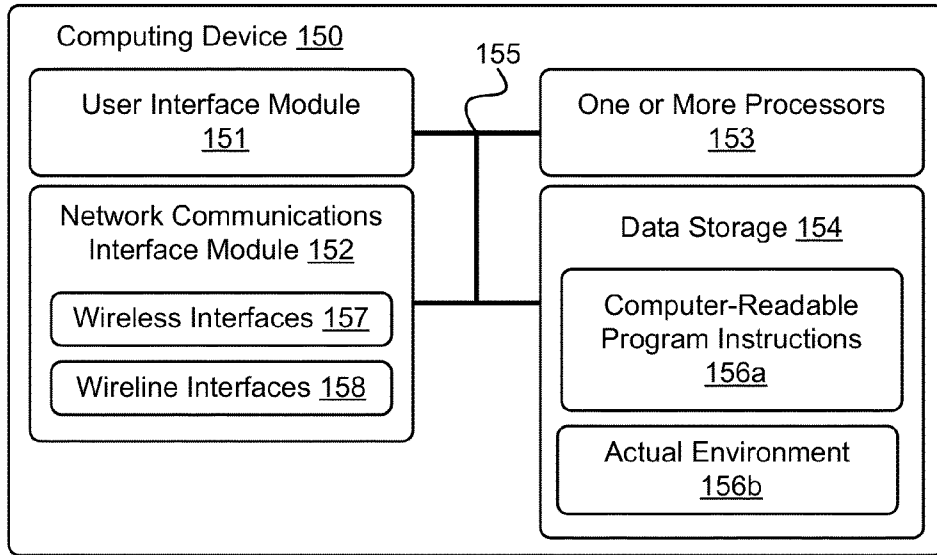 Computing Device 150
155
User Interface Module
151
One or More Processors
153
Network Communications
Interface Module 152
Wireless Interfaces 157
Wireline Interfaces 158
Data Storage 154
Computer-Readable
Program Instructions
156a
Actual Environment
156b